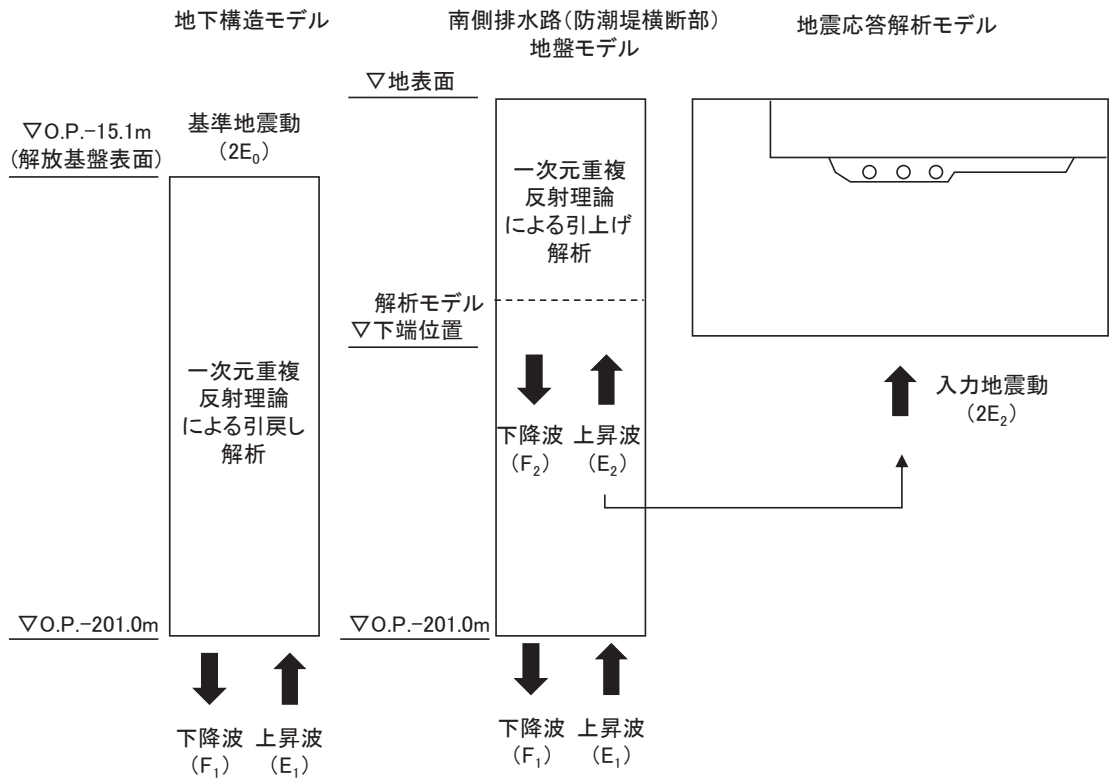 地下構造モデル
▽O.P.-15.1m
(解放基盤表面)
基準地震動
(2E₀)
一次元重複
反射理論
による引戻し
解析
▽O.P.-201.0m
下降波
(F₁)
上昇波
(E₁)
南側排水路(防潮堤横断部)
地盤モデル
▽地表面
一次元重複
反射理論
による引上げ
解析
解析モデル
▽下端位置
下降波
(F₂)
上昇波
(E₂)
▽O.P.-201.0m
下降波
(F₁)
上昇波
(E₁)
地震応答解析モデル
入力地震動
(2E₂)